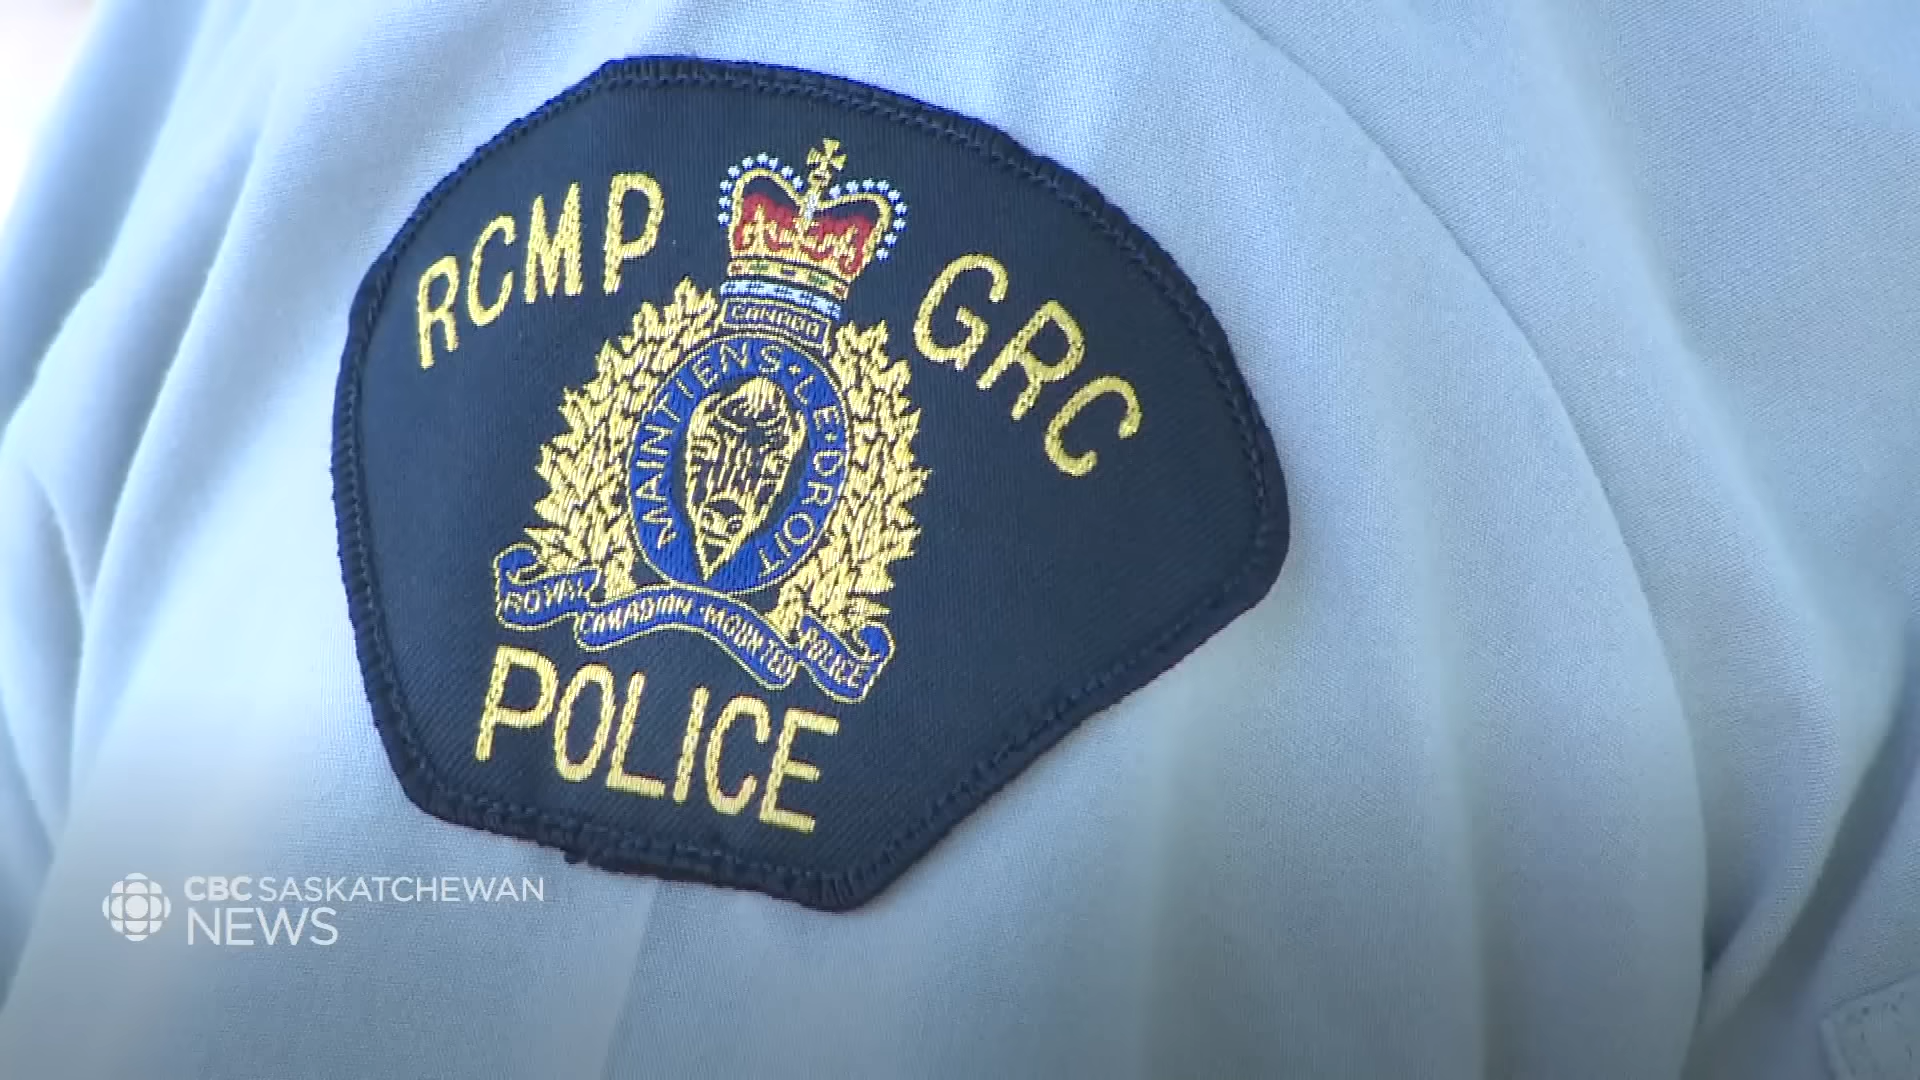 RCMP GRC
CANADA
MAINTIENS·LE·DROIT
ROYAL CANADIAN·MOUNTED POLICE
POLICE
CBC SASKATCHEWAN
NEWS